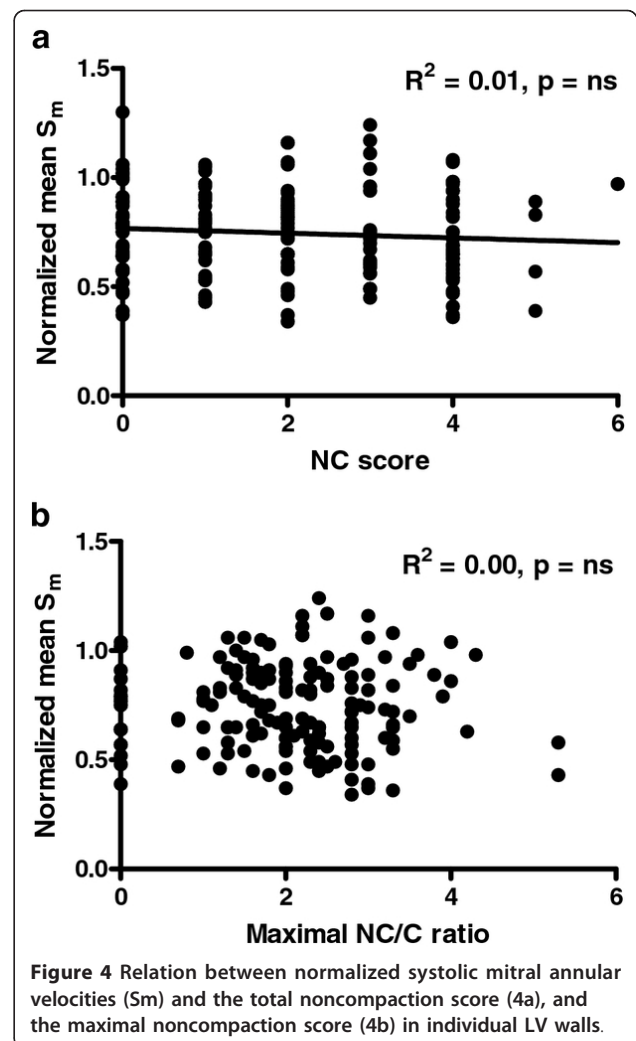 a
R² = 0.01, p = ns
Normalized mean Sₘ
1.5
1.0
0.5
0.0
0 2 4 6
NC score
b
R² = 0.00, p = ns
Normalized mean Sₘ
1.5
1.0
0.5
0.0
0 2 4 6
Maximal NC/C ratio
Figure 4 Relation between normalized systolic mitral annular
velocities (Sm) and the total noncompaction score (4a), and
the maximal noncompaction score (4b) in individual LV walls.